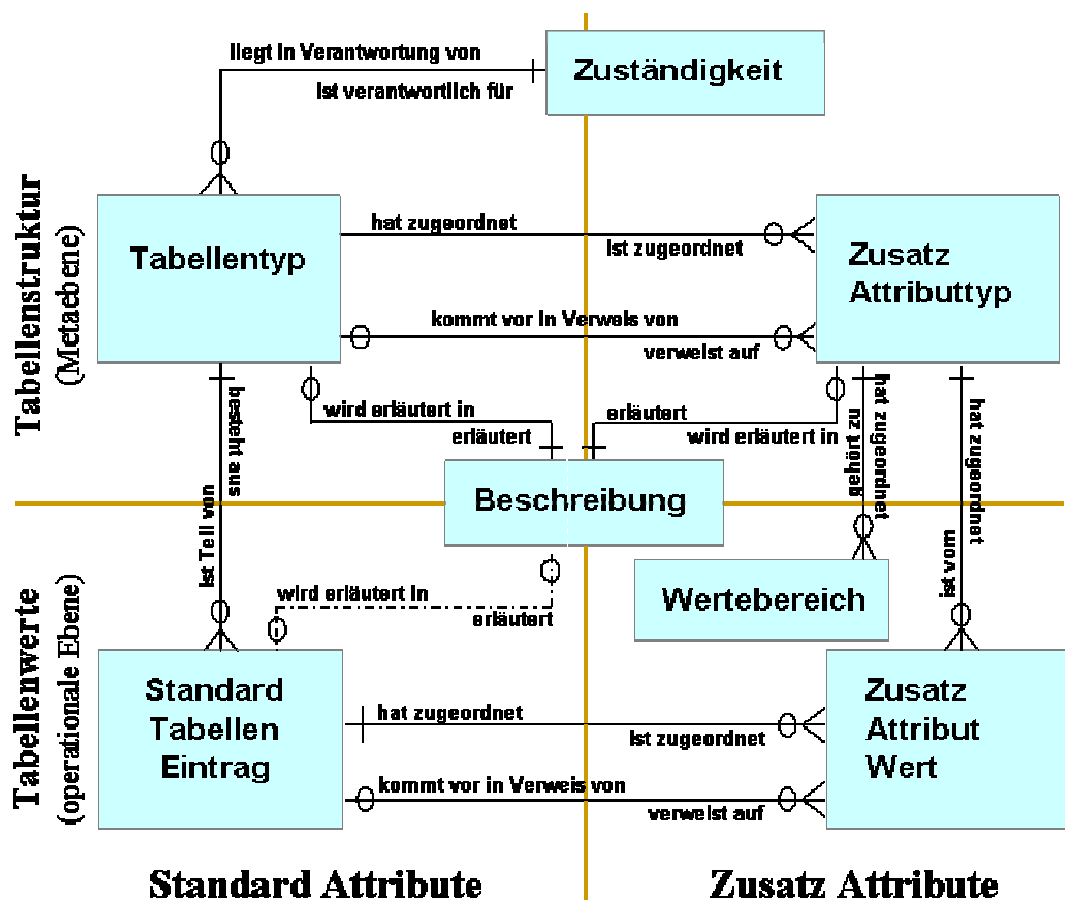 liegt in Verantwortung von
ist verantwortlich für
Zuständigkeit
Tabellenstruktur
(Metaebene)
Tabellentyp
hat zugeordnet
ist zugeordnet
kommt vor in Verweis von
verweist auf
Zusatz
Attributtyp
besteht aus
ist Teil von
wird erläutert in
erläutert
erläutert
wird erläutert in
hat zugeordnet
gehört zu
hat zugeordnet
ist vom
Beschreibung
Tabellenwerte
(operationale Ebene)
wird erläutert in
erläutert
Wertebereich
Standard
Tabellen
Eintrag
hat zugeordnet
ist zugeordnet
kommt vor in Verweis von
verweist auf
Zusatz
Attribut
Wert
Standard Attribute
Zusatz Attribute